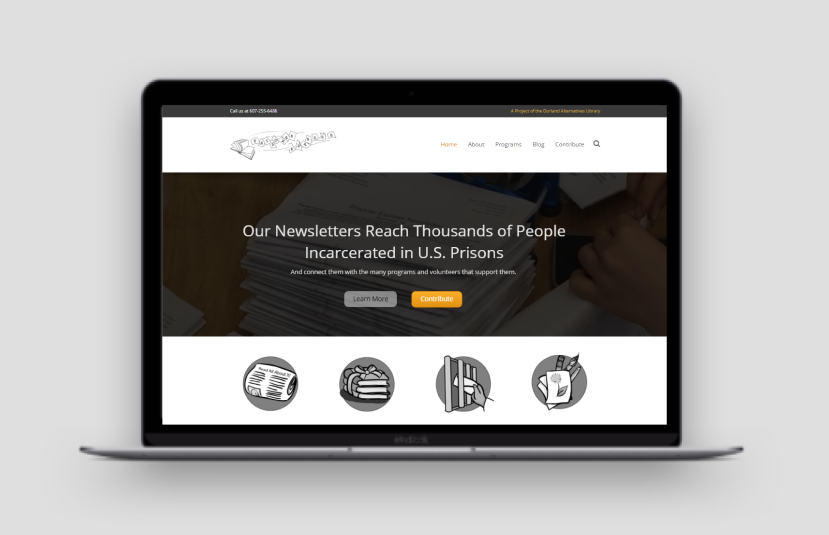 Call us at 607-255-6486
A Project of the Durland Alternatives Library
Home About Programs Blog Contribute
Our Newsletters Reach Thousands of People
Incarcerated in U.S. Prisons
And connect them with the many programs and volunteers that support them.
Learn More Contribute
Read All About It!